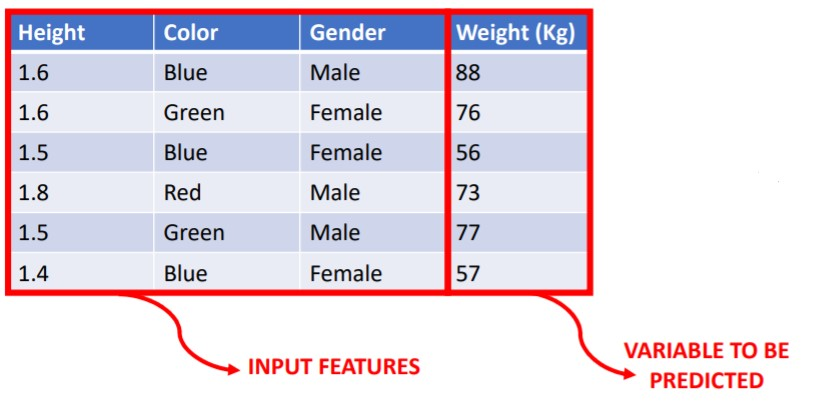 Height Color Gender Weight (Kg)
1.6 Blue Male 88
1.6 Green Female 76
1.5 Blue Female 56
1.8 Red Male 73
1.5 Green Male 77
1.4 Blue Female 57
INPUT FEATURES
VARIABLE TO BE
PREDICTED